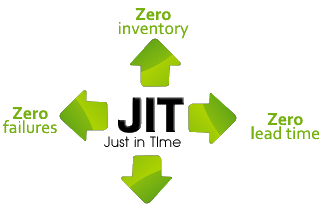 Zero
inventory
Zero
failures
JIT
Just in TIme
Zero
lead time